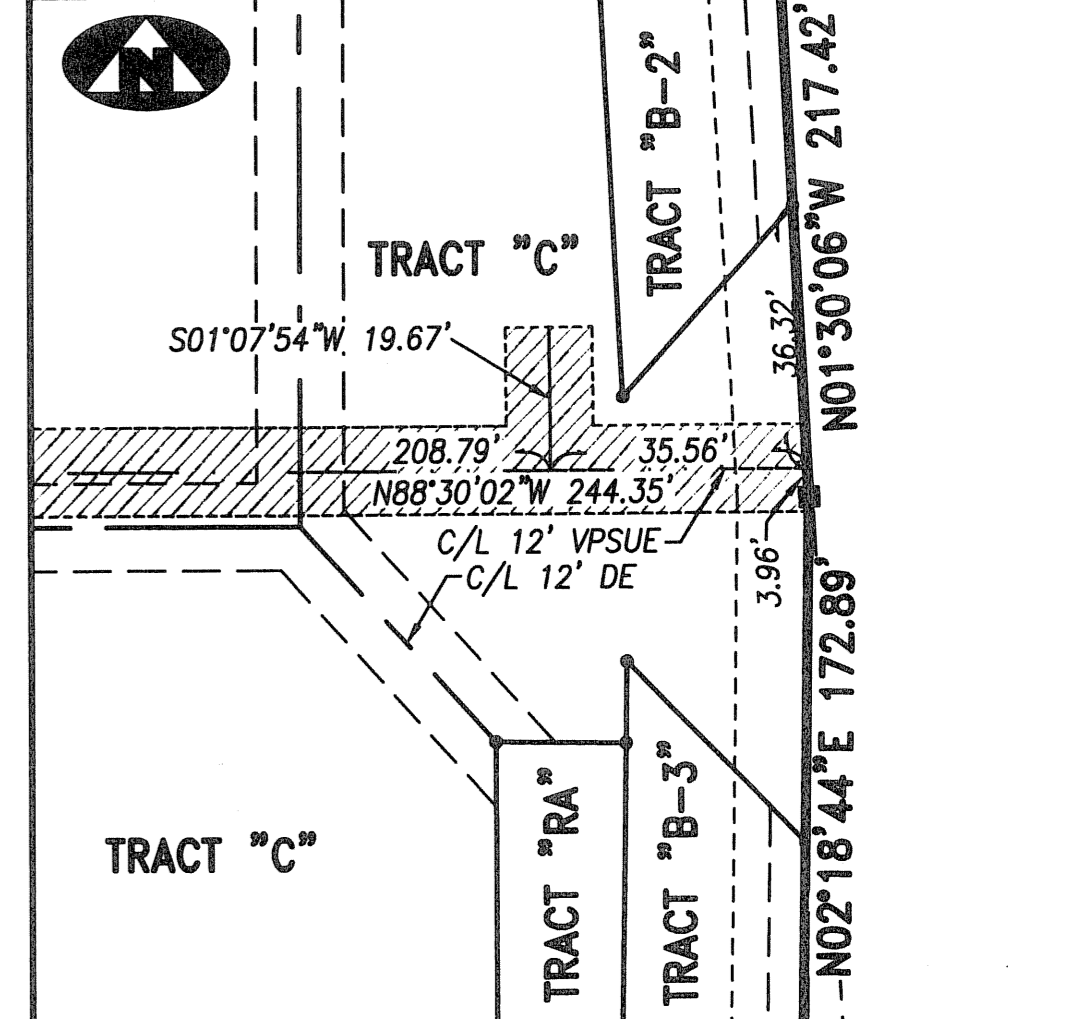 N
TRACT "B-2"
N01°30'06"W 217.42'
TRACT "C"
S01°07'54"W 19.67'
36.32'
208.79'
35.56'
N88°30'02"W 244.35'
C/L 12' VPSUE
C/L 12' DE
3.96'
N02°18'44"E 172.89'
TRACT "C"
TRACT "RA"
TRACT "B-3"